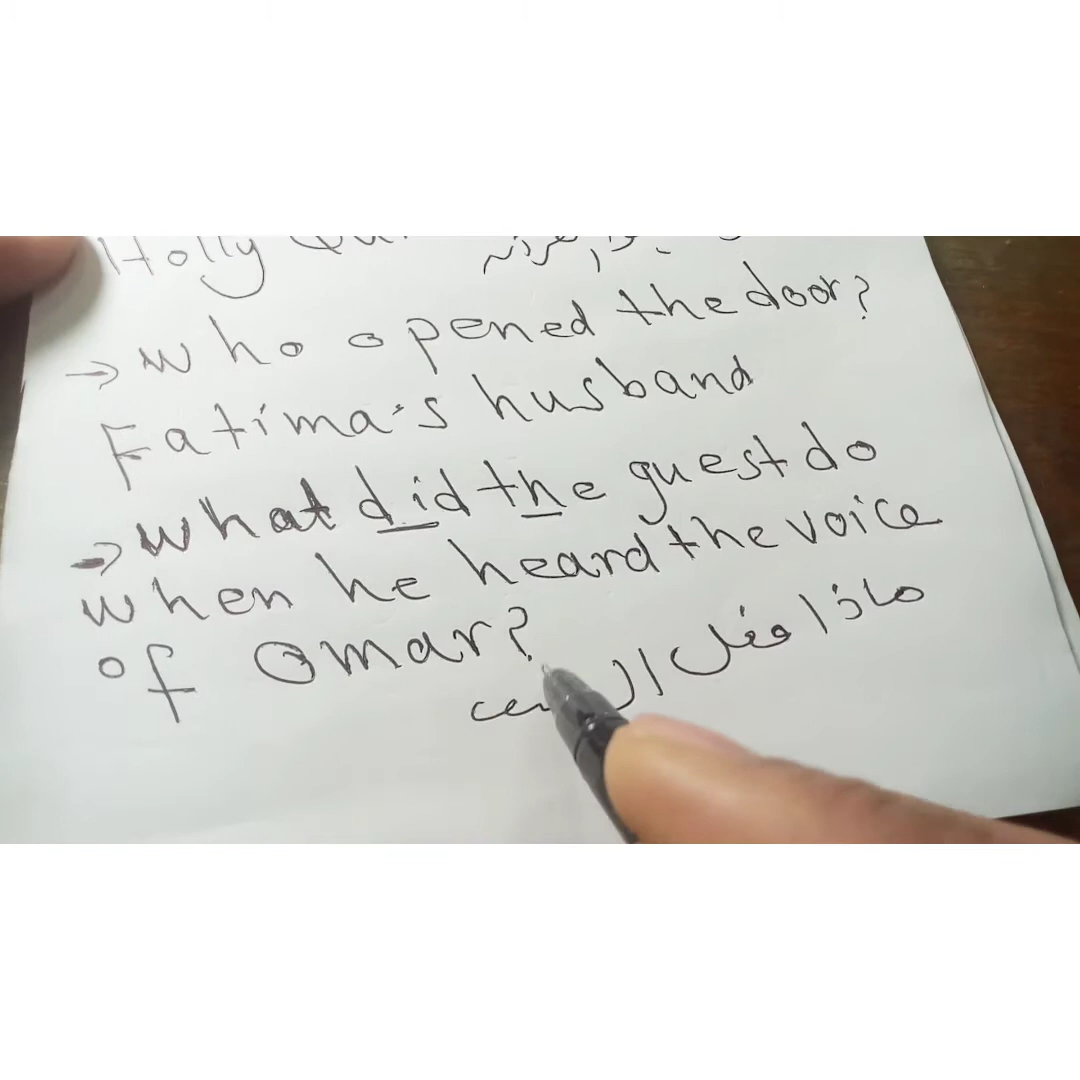 Holly
→ Who opened the door?
Fatima's husband
→ What did the guest do
when he heard the voice
of Omar?
ماذا فعل